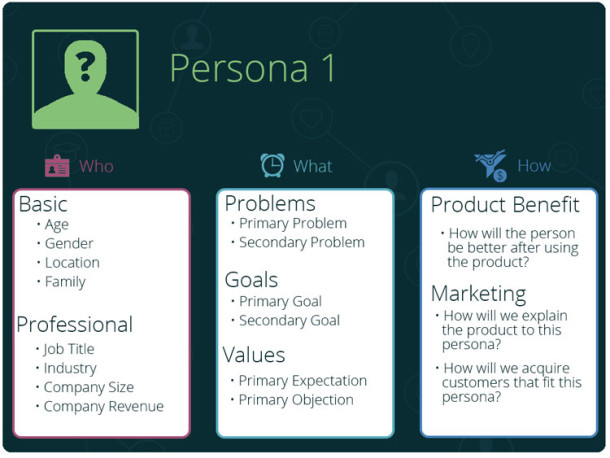 ?
Persona 1
Who
Basic
• Age
• Gender
• Location
• Family
Professional
• Job Title
• Industry
• Company Size
• Company Revenue
What
Problems
• Primary Problem
• Secondary Problem
Goals
• Primary Goal
• Secondary Goal
Values
• Primary Expectation
• Primary Objection
$
How
Product Benefit
• How will the person
be better after using
the product?
Marketing
• How will we explain
the product to this
persona?
• How will we acquire
customers that fit this
persona?